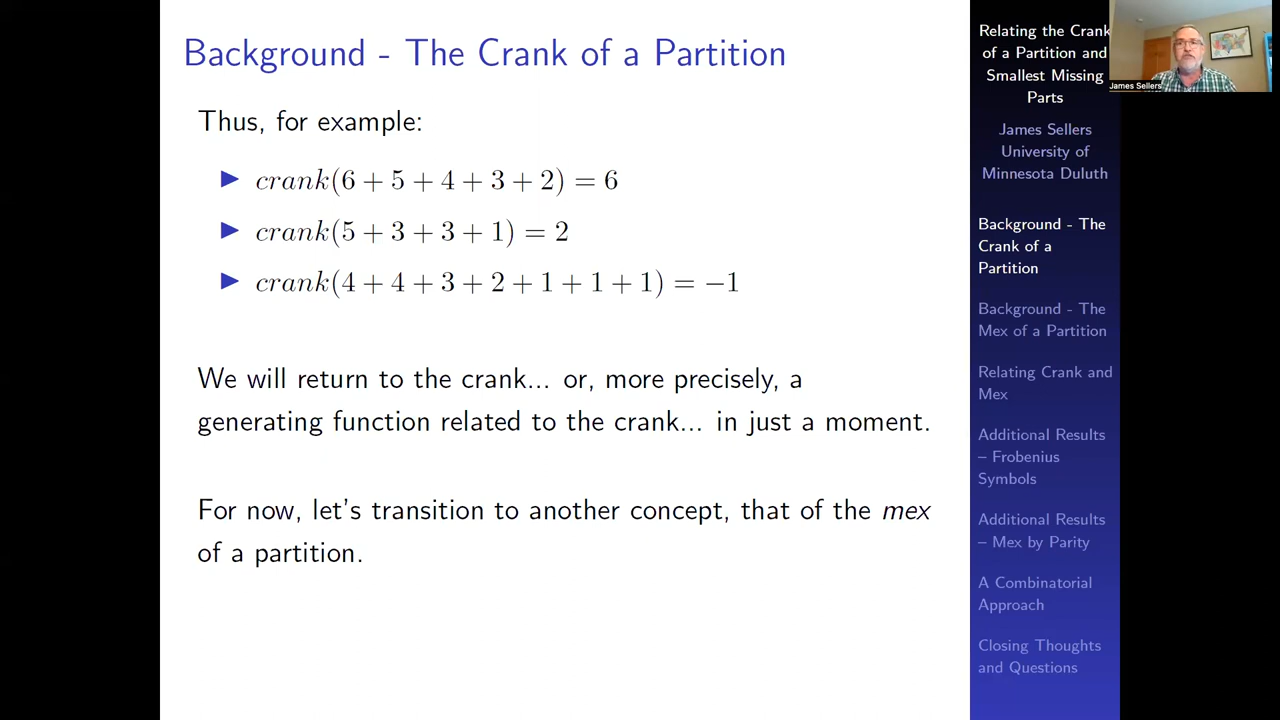 Background - The Crank of a Partition
Thus, for example:
crank(6 + 5 + 4 + 3 + 2) = 6
crank(5 + 3 + 3 + 1) = 2
crank(4 + 4 + 3 + 2 + 1 + 1 + 1) = −1
We will return to the crank... or, more precisely, a
generating function related to the crank... in just a moment.
For now, let's transition to another concept, that of the mex
of a partition.
Relating the Crank
of a Partition and
Smallest Missing
Parts
James Sellers
University of
Minnesota Duluth
Background - The
Crank of a
Partition
Background - The
Mex of a Partition
Relating Crank and
Mex
Additional Results
– Frobenius
Symbols
Additional Results
– Mex by Parity
A Combinatorial
Approach
Closing Thoughts
and Questions
James Sellers